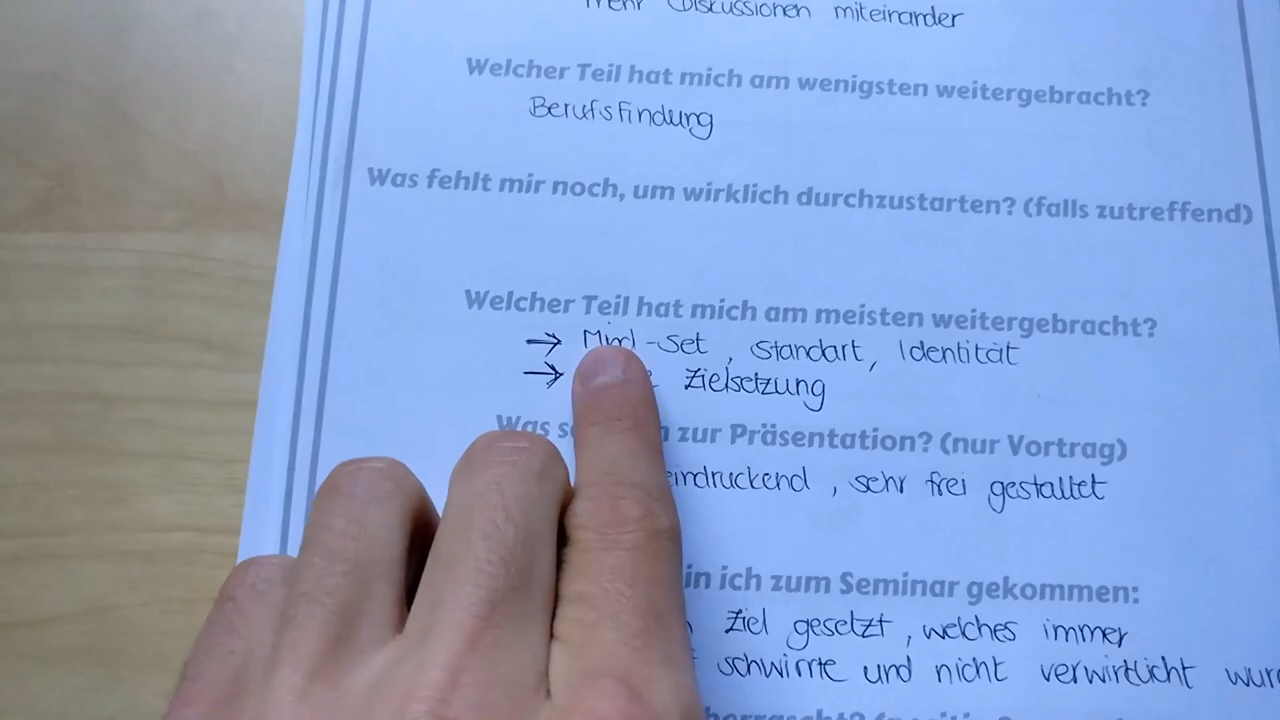 mehr Discussionen miteinander
Welcher Teil hat mich am wenigsten weitergebracht?
Berufsfindung
Was fehlt mir noch, um wirklich durchzustarten? (falls zutreffend)
Welcher Teil hat mich am meisten weitergebracht?
→ Mind-Set, Standart, Identität
→ Zielsetzung
Was zur Präsentation? (nur Vortrag)
sehr frei gestaltet
in ich zum Seminar gekommen:
Ziel gesetzt, welches immer
schwirrte und nicht verwirklicht